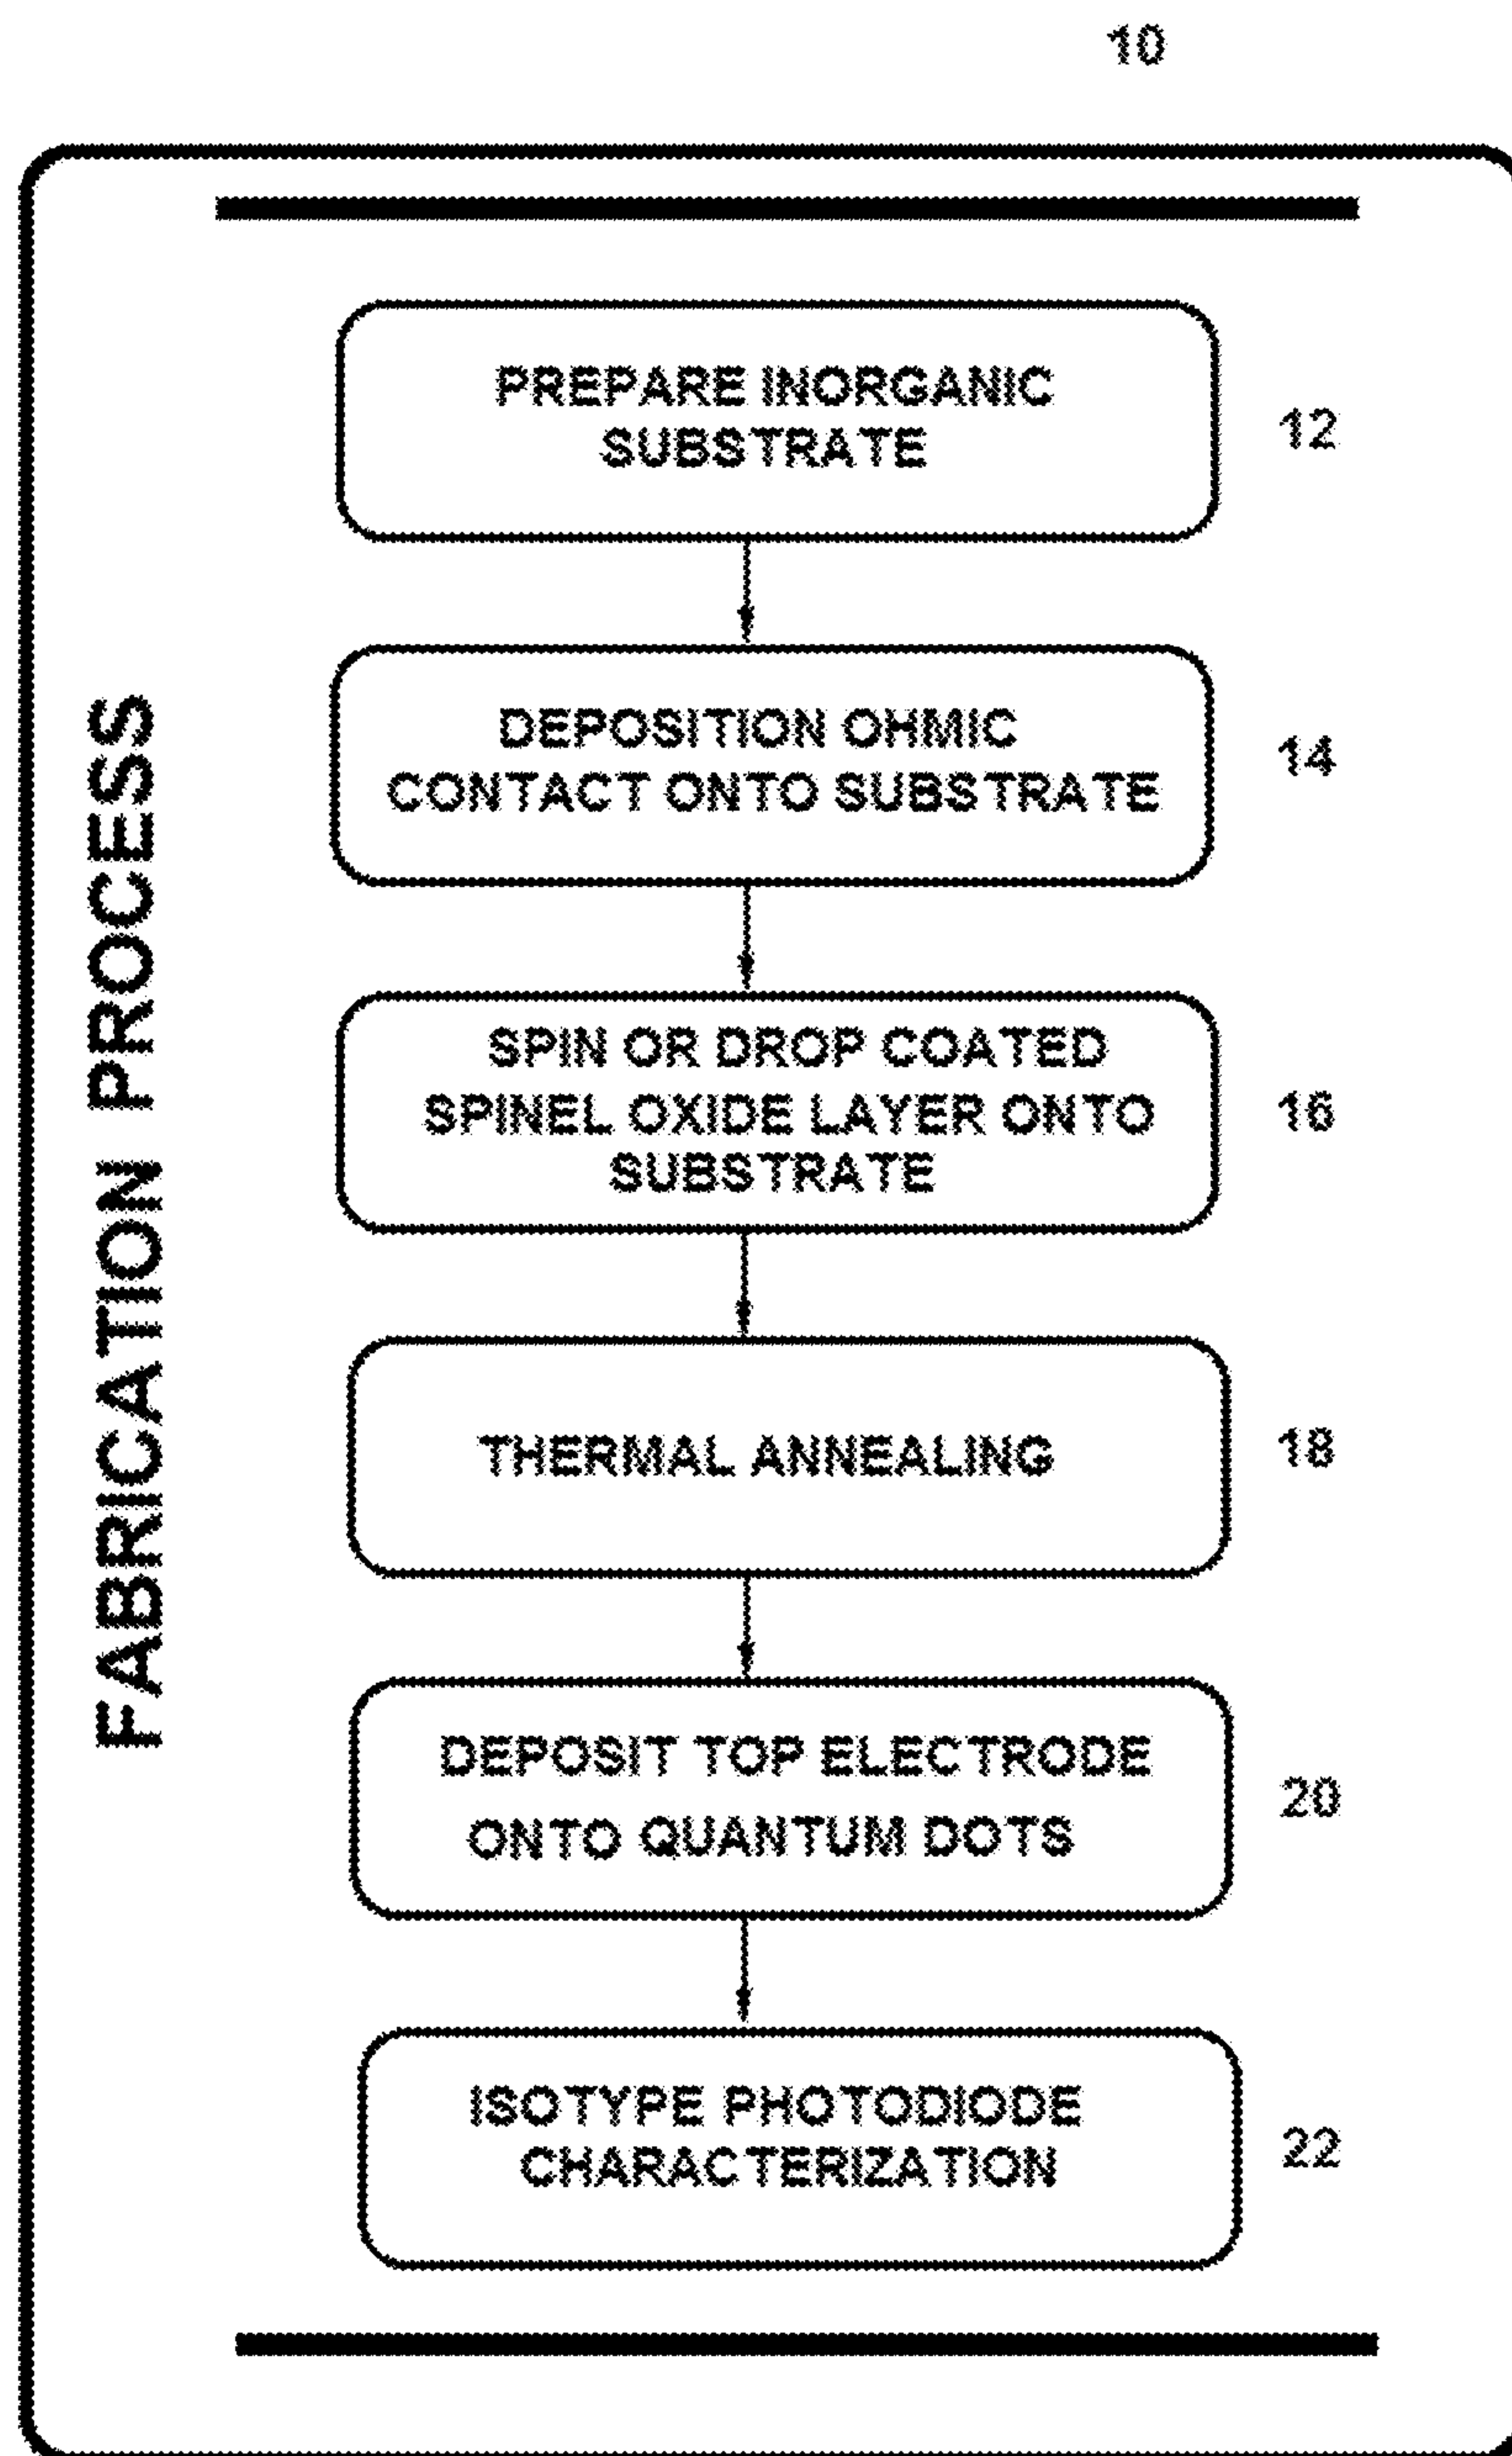 10
FABRICATION PROCESS
PREPARE INORGANIC
SUBSTRATE
12
DEPOSITION OHMIC
CONTACT ONTO SUBSTRATE
14
SPIN OR DROP COATED
SPINEL OXIDE LAYER ONTO
SUBSTRATE
16
THERMAL ANNEALING
18
DEPOSIT TOP ELECTRODE
ONTO QUANTUM DOTS
20
ISOTYPE PHOTODIODE
CHARACTERIZATION
22